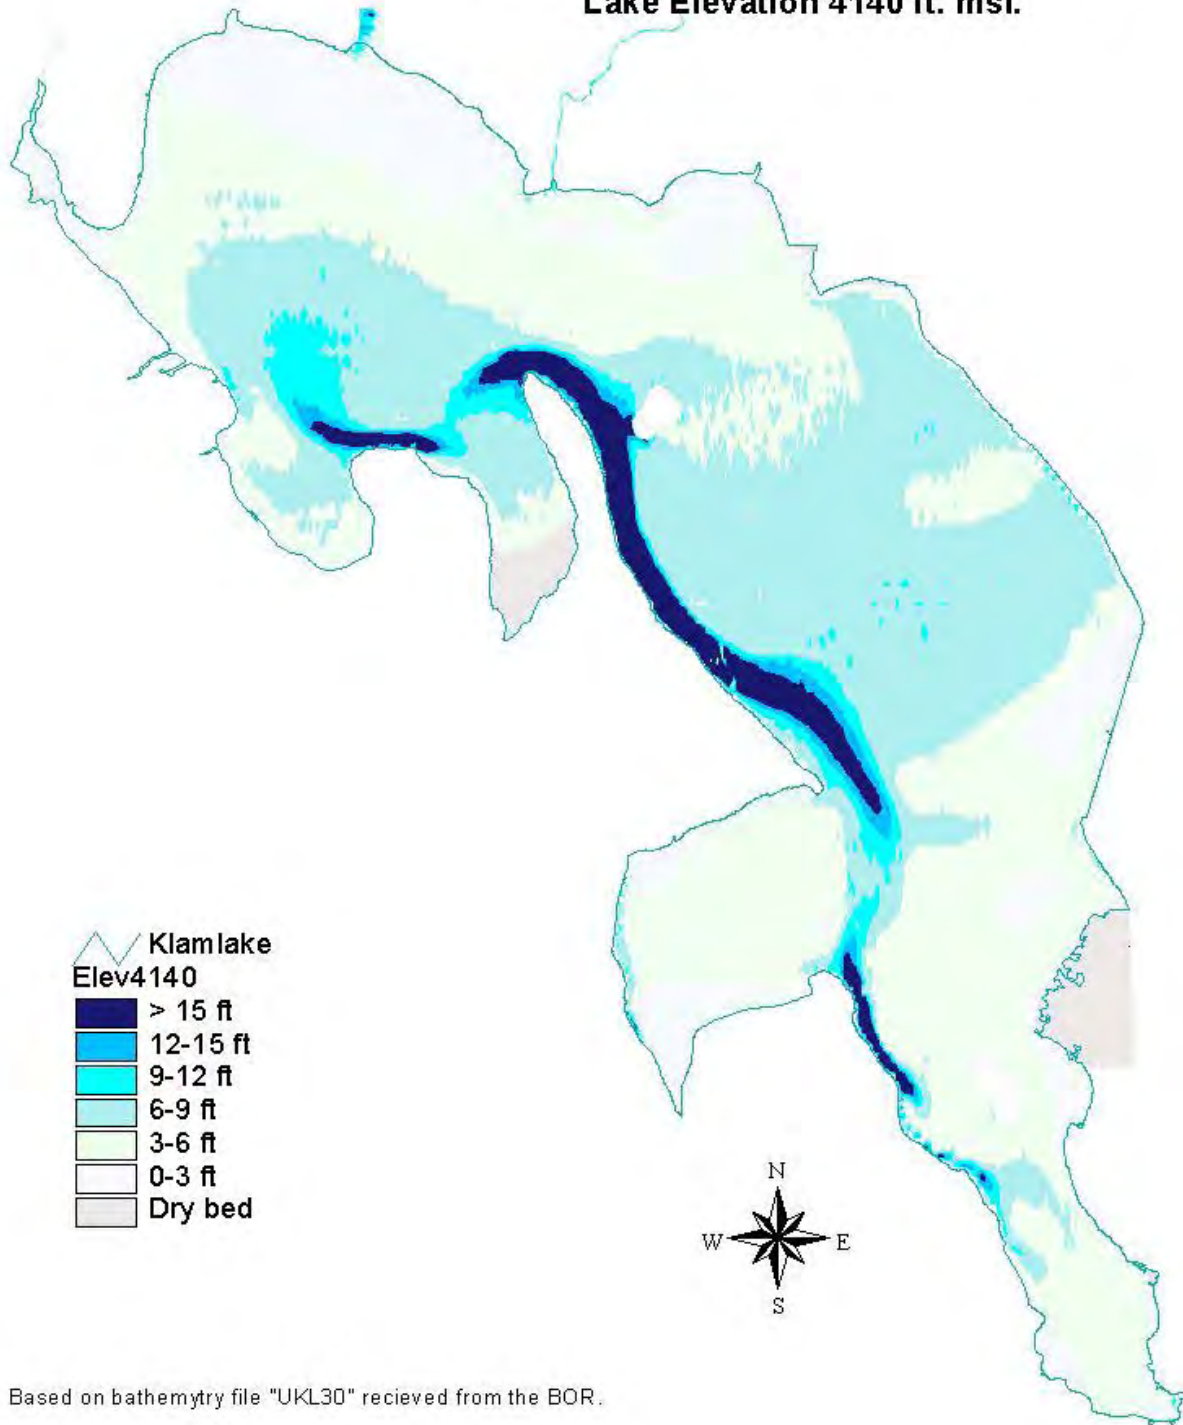 Lake Elevation 4140 ft. msl.
Klamlake
Elev4140
> 15 ft
12-15 ft
9-12 ft
6-9 ft
3-6 ft
0-3 ft
Dry bed
N
W E
S
Based on bathemytry file "UKL30" recieved from the BOR.